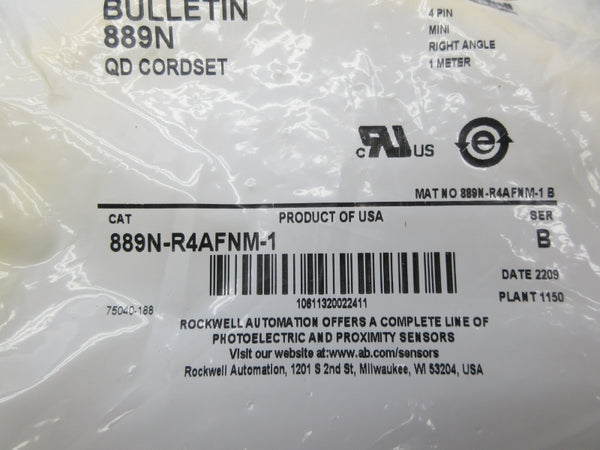 BULLETIN
889N
QD CORDSET
4 PIN
MINI
RIGHT ANGLE
1 METER
c UL US
e
MAT NO 889N-R4AFNM-1 B
CAT
PRODUCT OF USA
SER
889N-R4AFNM-1
B
DATE 2209
10611320022411
PLANT 1150
75040-188
ROCKWELL AUTOMATION OFFERS A COMPLETE LINE OF
PHOTOELECTRIC AND PROXIMITY SENSORS
Visit our website at:www.ab.com/sensors
Rockwell Automation, 1201 S 2nd St, Milwaukee, WI 53204, USA